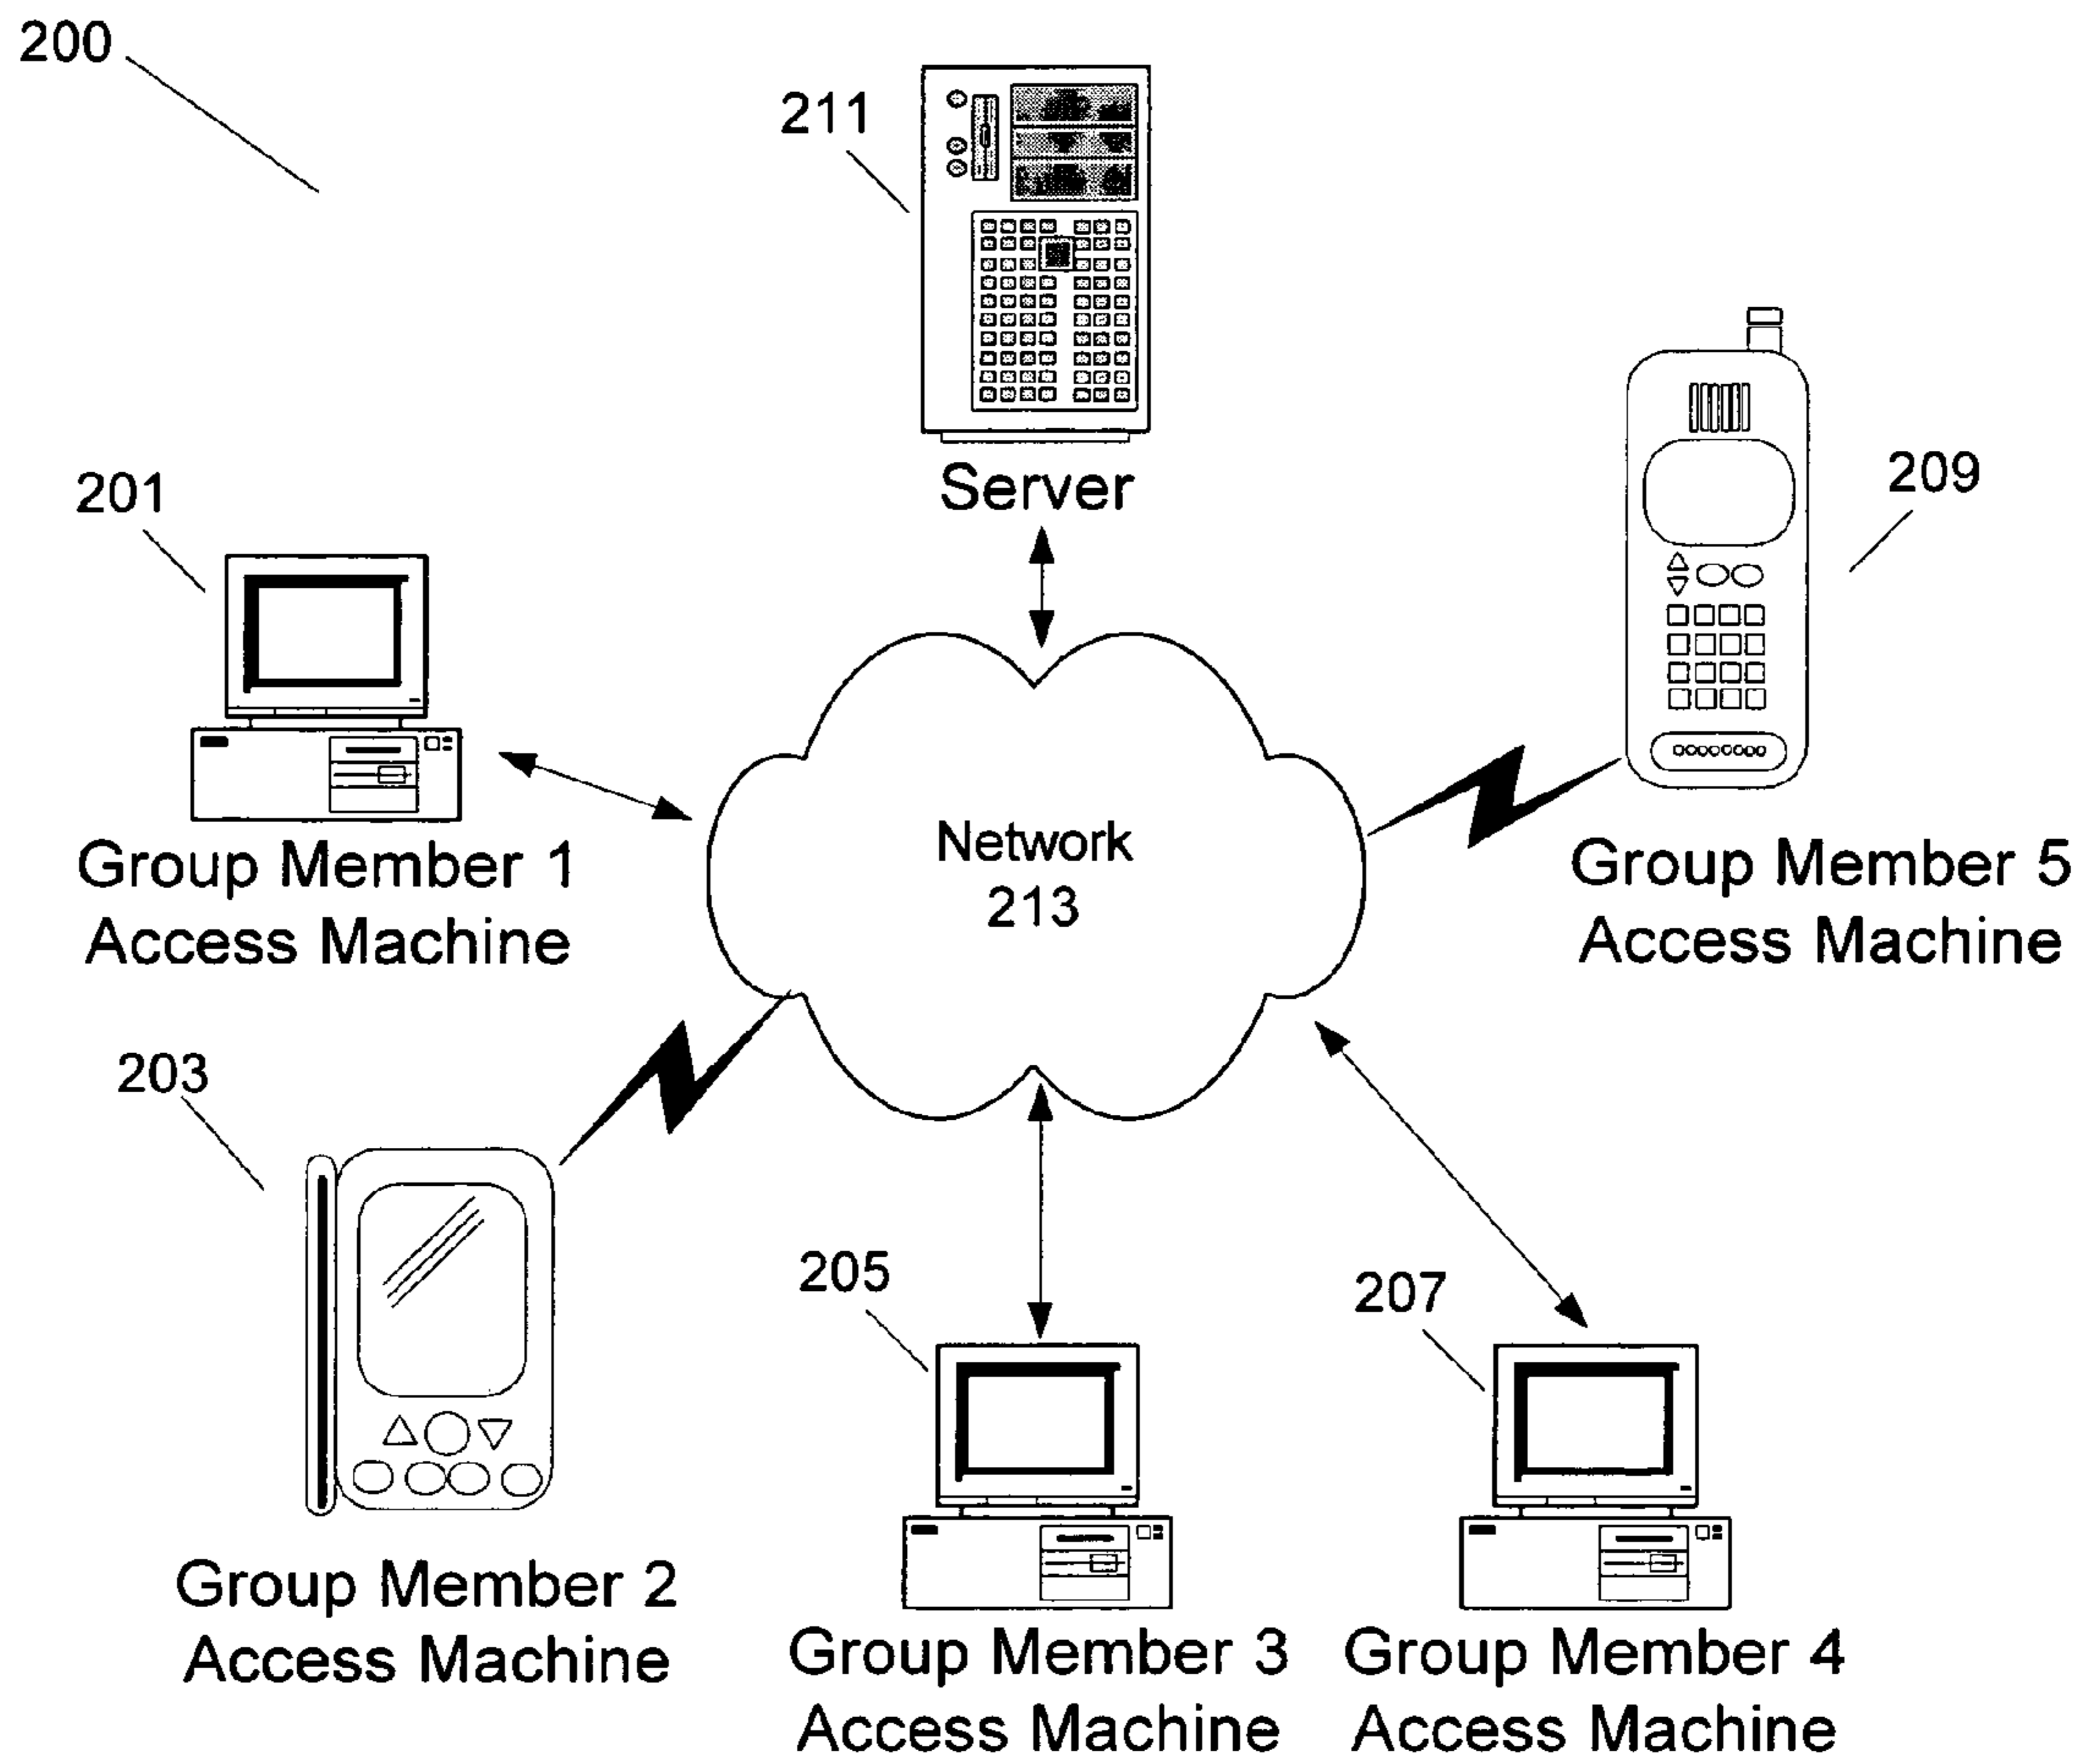 200
211
Server
201
209
Group Member 1
Access Machine
Network
213
Group Member 5
Access Machine
203
205
207
Group Member 2
Access Machine
Group Member 3
Access Machine
Group Member 4
Access Machine